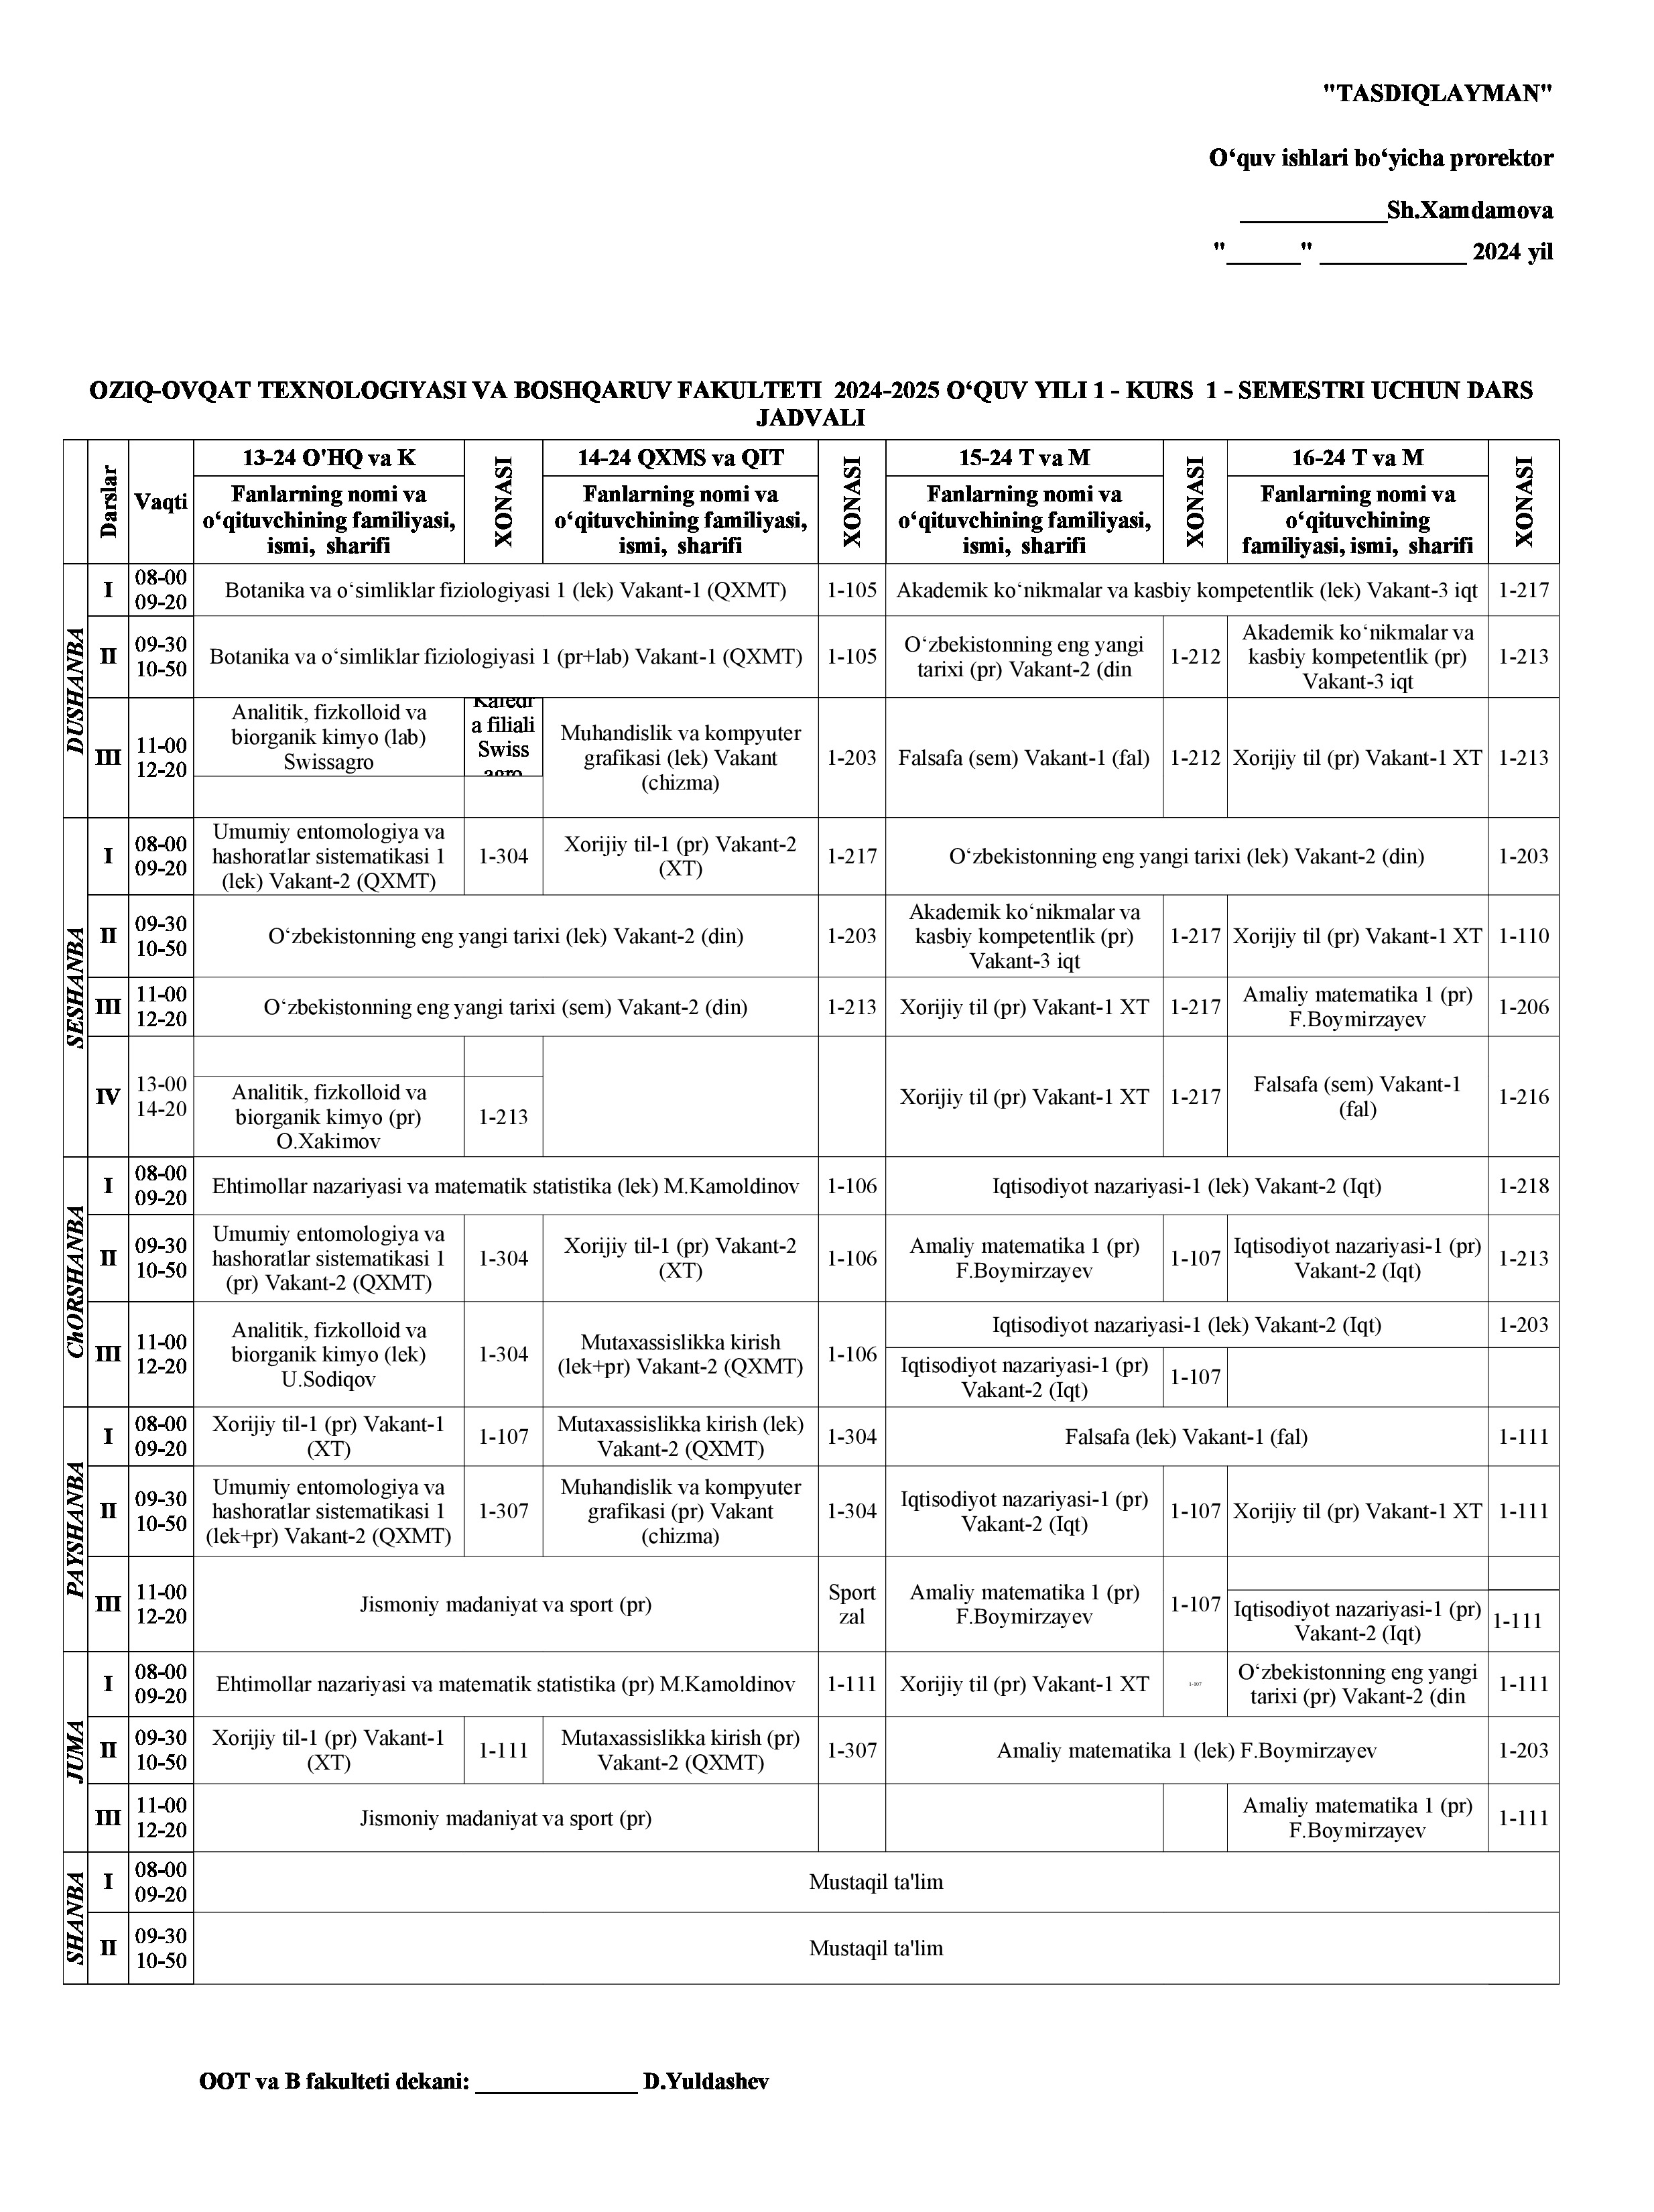 "TASDIQLAYMAN"
O‘quv ishlari bo‘yicha prorektor
____________Sh.Xamdamova
"______" ____________ 2024 yil
OZIQ-OVQAT TEXNOLOGIYASI VA BOSHQARUV FAKULTETI 2024-2025 O‘QUV YILI 1 - KURS 1 - SEMESTRI UCHUN DARS
JADVALI
Darslar
Vaqti
13-24 O'HQ va K
XONASI
14-24 QXMS va QIT
XONASI
15-24 T va M
XONASI
16-24 T va M
XONASI
Fanlarning nomi va
o‘qituvchining familiyasi,
ismi, sharifi
Fanlarning nomi va
o‘qituvchining familiyasi,
ismi, sharifi
Fanlarning nomi va
o‘qituvchining familiyasi,
ismi, sharifi
Fanlarning nomi va
o‘qituvchining
familiyasi, ismi, sharifi
DUSHANBA
I
08-00
09-20
Botanika va o‘simliklar fiziologiyasi 1 (lek) Vakant-1 (QXMT)
1-105
Akademik ko‘nikmalar va kasbiy kompetentlik (lek) Vakant-3 iqt
1-217
II
09-30
10-50
Botanika va o‘simliklar fiziologiyasi 1 (pr+lab) Vakant-1 (QXMT)
1-105
O‘zbekistonning eng yangi
tarixi (pr) Vakant-2 (din
1-212
Akademik ko‘nikmalar va
kasbiy kompetentlik (pr)
Vakant-3 iqt
1-213
III
11-00
12-20
Analitik, fizkolloid va
biorganik kimyo (lab)
Swissagro
Kafedr
a filiali
Swiss
agro
Muhandislik va kompyuter
grafikasi (lek) Vakant
(chizma)
1-203
Falsafa (sem) Vakant-1 (fal)
1-212
Xorijiy til (pr) Vakant-1 XT
1-213
SESHANBA
I
08-00
09-20
Umumiy entomologiya va
hashoratlar sistematikasi 1
(lek) Vakant-2 (QXMT)
1-304
Xorijiy til-1 (pr) Vakant-2
(XT)
1-217
O‘zbekistonning eng yangi tarixi (lek) Vakant-2 (din)
1-203
II
09-30
10-50
O‘zbekistonning eng yangi tarixi (lek) Vakant-2 (din)
1-203
Akademik ko‘nikmalar va
kasbiy kompetentlik (pr)
Vakant-3 iqt
1-217
Xorijiy til (pr) Vakant-1 XT
1-110
III
11-00
12-20
O‘zbekistonning eng yangi tarixi (sem) Vakant-2 (din)
1-213
Xorijiy til (pr) Vakant-1 XT
1-217
Amaliy matematika 1 (pr)
F.Boymirzayev
1-206
IV
13-00
14-20
Analitik, fizkolloid va
biorganik kimyo (pr)
O.Xakimov
1-213
Xorijiy til (pr) Vakant-1 XT
1-217
Falsafa (sem) Vakant-1
(fal)
1-216
ChORSHANBA
I
08-00
09-20
Ehtimollar nazariyasi va matematik statistika (lek) M.Kamoldinov
1-106
Iqtisodiyot nazariyasi-1 (lek) Vakant-2 (Iqt)
1-218
II
09-30
10-50
Umumiy entomologiya va
hashoratlar sistematikasi 1
(pr) Vakant-2 (QXMT)
1-304
Xorijiy til-1 (pr) Vakant-2
(XT)
1-106
Amaliy matematika 1 (pr)
F.Boymirzayev
1-107
Iqtisodiyot nazariyasi-1 (pr)
Vakant-2 (Iqt)
1-213
III
11-00
12-20
Analitik, fizkolloid va
biorganik kimyo (lek)
U.Sodiqov
1-304
Mutaxassislikka kirish
(lek+pr) Vakant-2 (QXMT)
1-106
Iqtisodiyot nazariyasi-1 (lek) Vakant-2 (Iqt)
1-203
Iqtisodiyot nazariyasi-1 (pr)
Vakant-2 (Iqt)
1-107
PAYSHANBA
I
08-00
09-20
Xorijiy til-1 (pr) Vakant-1
(XT)
1-107
Mutaxassislikka kirish (lek)
Vakant-2 (QXMT)
1-304
Falsafa (lek) Vakant-1 (fal)
1-111
II
09-30
10-50
Umumiy entomologiya va
hashoratlar sistematikasi 1
(lek+pr) Vakant-2 (QXMT)
1-307
Muhandislik va kompyuter
grafikasi (pr) Vakant
(chizma)
1-304
Iqtisodiyot nazariyasi-1 (pr)
Vakant-2 (Iqt)
1-107
Xorijiy til (pr) Vakant-1 XT
1-111
III
11-00
12-20
Jismoniy madaniyat va sport (pr)
Sport
zal
Amaliy matematika 1 (pr)
F.Boymirzayev
1-107
Iqtisodiyot nazariyasi-1 (pr)
Vakant-2 (Iqt)
1-111
JUMA
I
08-00
09-20
Ehtimollar nazariyasi va matematik statistika (pr) M.Kamoldinov
1-111
Xorijiy til (pr) Vakant-1 XT
1-107
O‘zbekistonning eng yangi
tarixi (pr) Vakant-2 (din
1-111
II
09-30
10-50
Xorijiy til-1 (pr) Vakant-1
(XT)
1-111
Mutaxassislikka kirish (pr)
Vakant-2 (QXMT)
1-307
Amaliy matematika 1 (lek) F.Boymirzayev
1-203
III
11-00
12-20
Jismoniy madaniyat va sport (pr)
Amaliy matematika 1 (pr)
F.Boymirzayev
1-111
SHANBA
I
08-00
09-20
Mustaqil ta'lim
II
09-30
10-50
Mustaqil ta'lim
OOT va B fakulteti dekani: _____________ D.Yuldashev